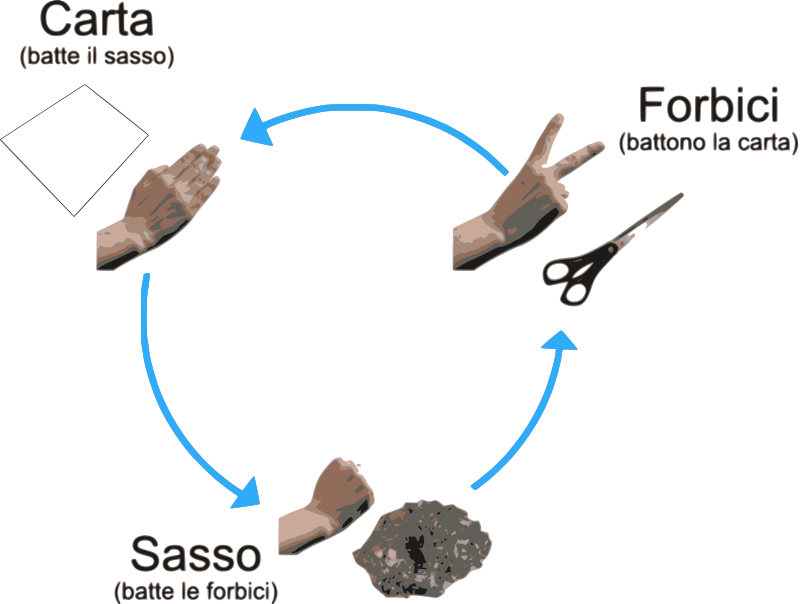 Carta
(batte il sasso)
Forbici
(battono la carta)
Sasso
(batte le forbici)